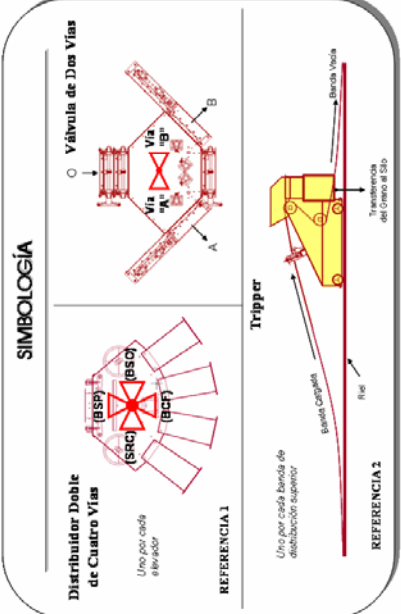 SIMBOLOGÍA
Distribuidor Doble
de Cuatro Vías
Uno por cada
elevador
(BSP)
(SRC)
(BSO)
(BCF)
REFERENCIA 1
Válvula de Dos Vías
O
Vía
"A"
Vía
"B"
A
B
Tripper
Uno por cada banda de
distribución superior
Banda Cargada
Banda Vacía
Riel
Transferencia
del Grano al Silo
REFERENCIA 2